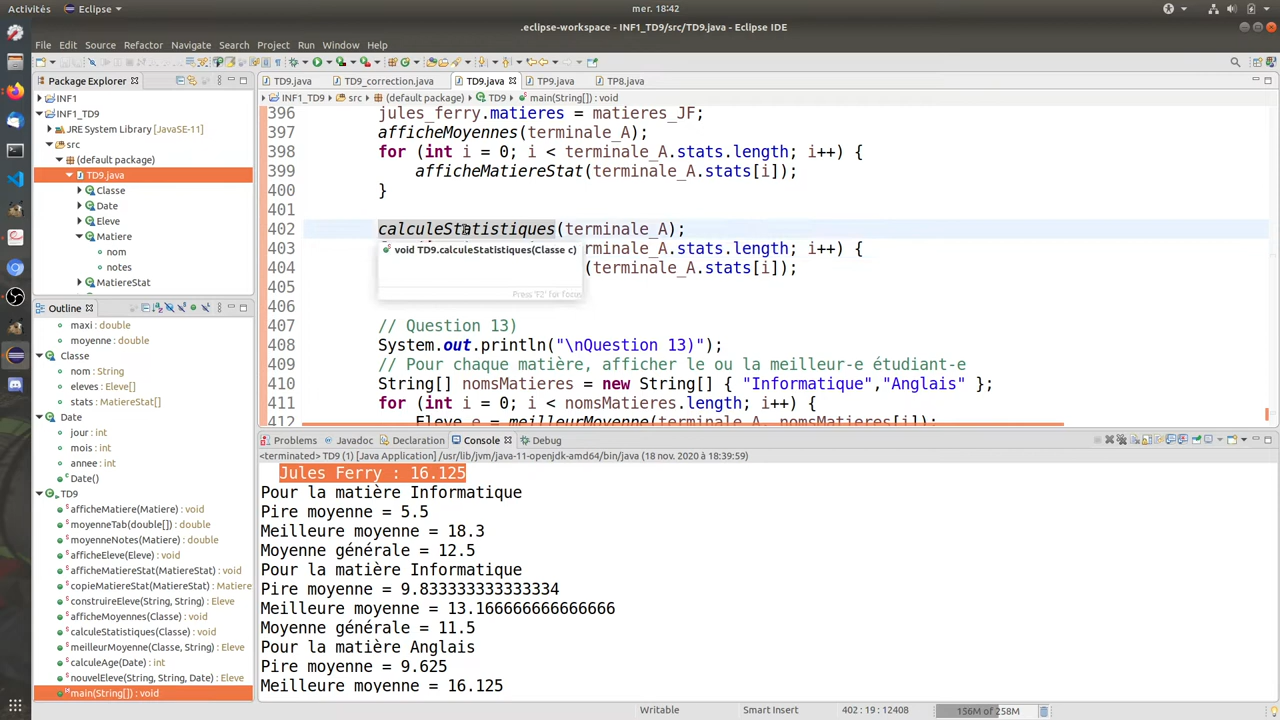 Activités
Eclipse
mer. 18:42
.eclipse-workspace - INF1_TD9/src/TD9.java - Eclipse IDE
File Edit Source Refactor Navigate Search Project Run Window Help
Package Explorer
INF1
INF1_TD9
JRE System Library [JavaSE-11]
src
(default package)
TD9.java
Classe
Date
Eleve
Matiere
nom
notes
MatiereStat
Outline
maxi : double
moyenne : double
Classe
nom : String
eleves : Eleve[]
stats : MatiereStat[]
Date
jour : int
mois : int
annee : int
Date()
TD9
afficheMatiere(Matiere) : void
moyenneTab(double[]) : double
moyenneNotes(Matiere) : double
afficheEleve(Eleve) : void
afficheMatiereStat(MatiereStat) : void
copieMatiereStat(MatiereStat) : Matiere
construireEleve(String, String) : Eleve
afficheMoyennes(Classe) : void
calculeStatistiques(Classe) : void
meilleurMoyenne(Classe, String) : Eleve
calculeAge(Date) : int
nouvelEleve(String, String, Date) : Eleve
main(String[]) : void
TD9.java TD9_correction.java TD9.java TP9.java TP8.java
INF1_TD9 src (default package) TD9 main(String[]) : void
396 jules_ferry.matieres = matieres_JF;
397 afficheMoyennes(terminale_A);
398 for (int i = 0; i < terminale_A.stats.length; i++) {
399 afficheMatiereStat(terminale_A.stats[i]);
400 }
401
402 calculeStatistiques(terminale_A);
403 terminale_A.stats.length; i++) {
void TD9.calculeStatistiques(Classe c)
404 (terminale_A.stats[i]);
405
Press 'F2' for focus
406
407 // Question 13)
408 System.out.println("\nQuestion 13)");
409 // Pour chaque matière, afficher le ou la meilleur-e étudiant-e
410 String[] nomsMatieres = new String[] { "Informatique","Anglais" };
411 for (int i = 0; i < nomsMatieres.length; i++) {
412 Eleve e = meilleurMoyenne(terminale_A, nomsMatieres[i]);
Problems Javadoc Declaration Console Debug
<terminated> TD9 (1) [Java Application] /usr/lib/jvm/java-11-openjdk-amd64/bin/java (18 nov. 2020 à 18:39:59)
Jules Ferry : 16.125
Pour la matière Informatique
Pire moyenne = 5.5
Meilleure moyenne = 18.3
Moyenne générale = 12.5
Pour la matière Informatique
Pire moyenne = 9.833333333333334
Meilleure moyenne = 13.166666666666666
Moyenne générale = 11.5
Pour la matière Anglais
Pire moyenne = 9.625
Meilleure moyenne = 16.125
Writable Smart Insert 402 : 19 : 12408 156M of 258M